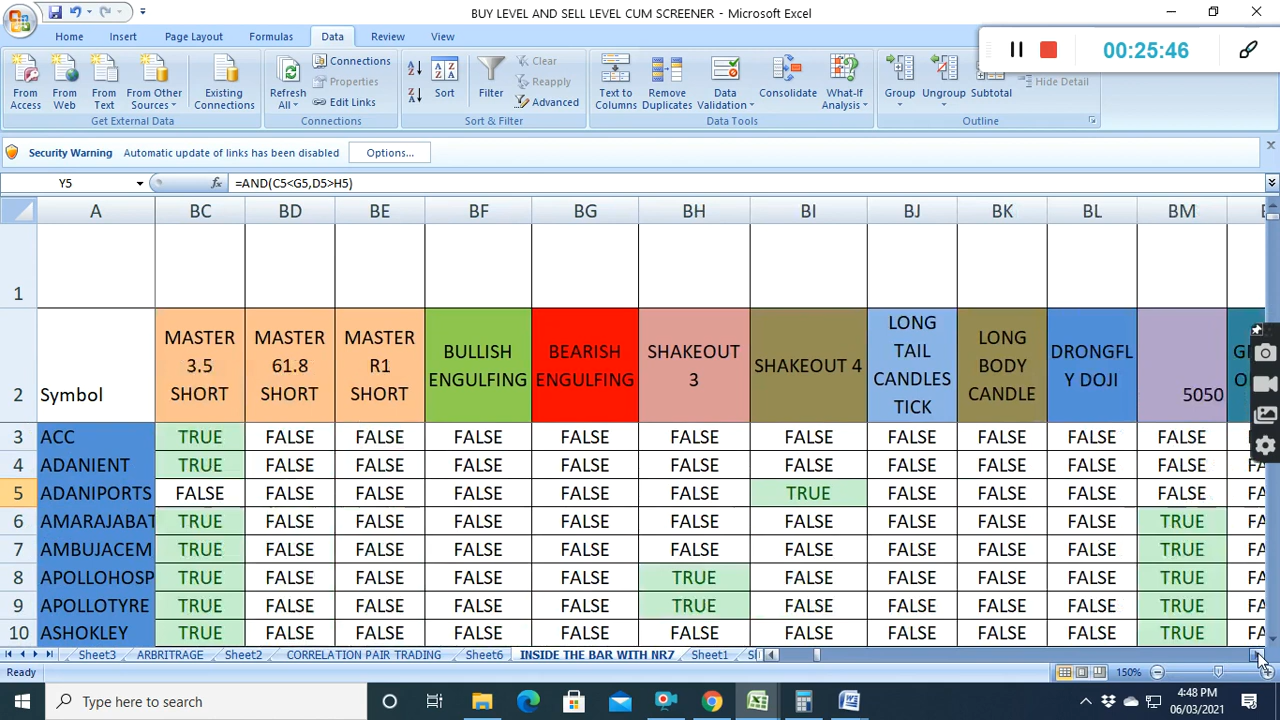 BUY LEVEL AND SELL LEVEL CUM SCREENER - Microsoft Excel
Home Insert Page Layout Formulas Data Review View
00:25:46
From Access
From Web
From Text
From Other Sources
Existing Connections
Get External Data
Refresh All
Connections
Properties
Edit Links
Connections
Sort
Filter
Clear
Reapply
Advanced
Sort & Filter
Text to Columns
Remove Duplicates
Data Validation
Consolidate
What-If Analysis
Data Tools
Group
Ungroup
Subtotal
Hide Detail
Outline
Security Warning Automatic update of links has been disabled Options...
Y5 fx =AND(C5<G5,D5>H5)
A BC BD BE BF BG BH BI BJ BK BL BM
1
2 Symbol
MASTER 3.5 SHORT
MASTER 61.8 SHORT
MASTER R1 SHORT
BULLISH ENGULFING
BEARISH ENGULFING
SHAKEOUT 3
SHAKEOUT 4
LONG TAIL CANDLES TICK
LONG BODY CANDLE
DRONGFL Y DOJI
5050
3 ACC TRUE FALSE FALSE FALSE FALSE FALSE FALSE FALSE FALSE FALSE FALSE FA
4 ADANIENT TRUE FALSE FALSE FALSE FALSE FALSE FALSE FALSE FALSE FALSE FALSE FA
5 ADANIPORTS FALSE FALSE FALSE FALSE FALSE FALSE TRUE FALSE FALSE FALSE FALSE FA
6 AMARAJABAT TRUE FALSE FALSE FALSE FALSE FALSE FALSE FALSE FALSE FALSE TRUE FA
7 AMBUJACEM TRUE FALSE FALSE FALSE FALSE FALSE FALSE FALSE FALSE FALSE TRUE FA
8 APOLLOHOSP TRUE FALSE FALSE FALSE FALSE TRUE FALSE FALSE FALSE FALSE TRUE FA
9 APOLLOTYRE TRUE FALSE FALSE FALSE FALSE TRUE FALSE FALSE FALSE FALSE TRUE FA
10 ASHOKLEY TRUE FALSE FALSE FALSE FALSE FALSE FALSE FALSE FALSE FALSE TRUE FA
Sheet3 ARBITRAGE Sheet2 CORRELATION PAIR TRADING Sheet6 INSIDE THE BAR WITH NR7 Sheet1
Ready 150%
Type here to search
4:48 PM
06/03/2021